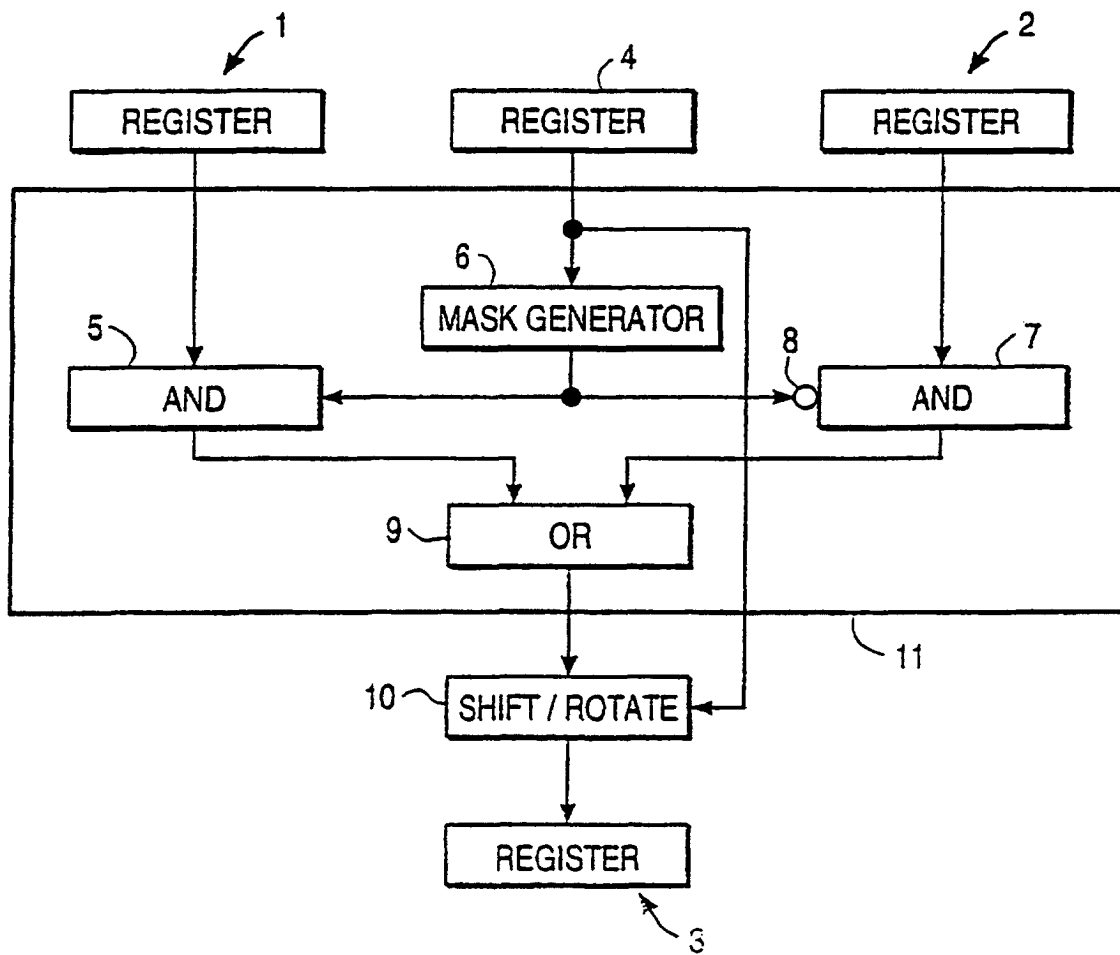 1
2
4
REGISTER
REGISTER
REGISTER
6
MASK GENERATOR
5
8
7
AND
AND
9
OR
11
10
SHIFT / ROTATE
REGISTER
3